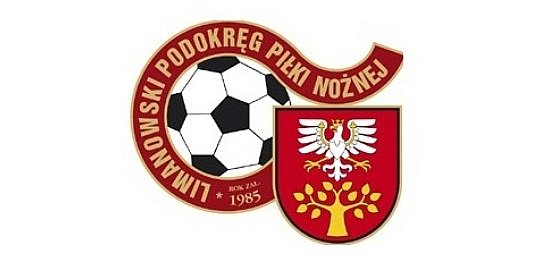 LIMANOWSKI PODOKRĘG PIŁKI NOŻNEJ
* ROK ZAŁ.
1985